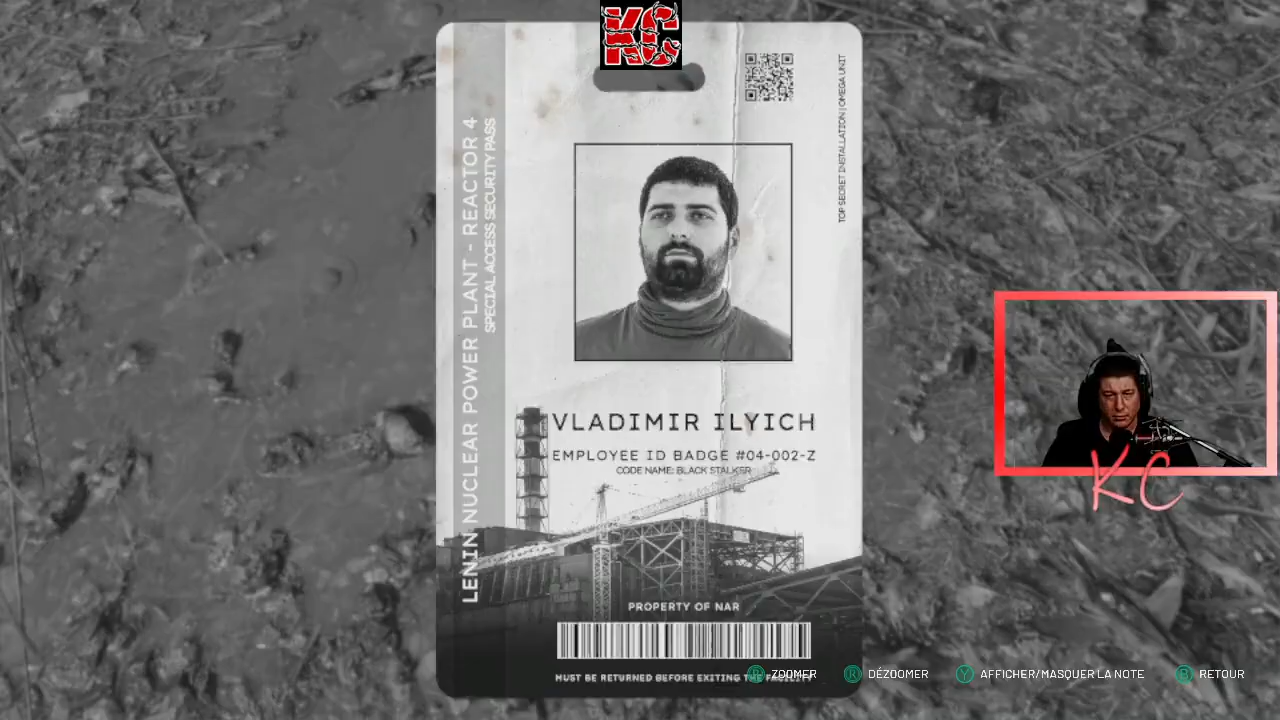 KC
LENIN NUCLEAR POWER PLANT - REACTOR 4
SPECIAL ACCESS SECURITY PASS
TOP SECRET INSTALLATION | OMEGA UNIT
VLADIMIR ILYICH
EMPLOYEE ID BADGE #04-002-Z
CODE NAME: BLACK STALKER
KC
PROPERTY OF NAR
MUST BE RETURNED BEFORE EXITING THE FACILITY
R ZOOMER
R DÉZOOMER
Y AFFICHER/MASQUER LA NOTE
B RETOUR